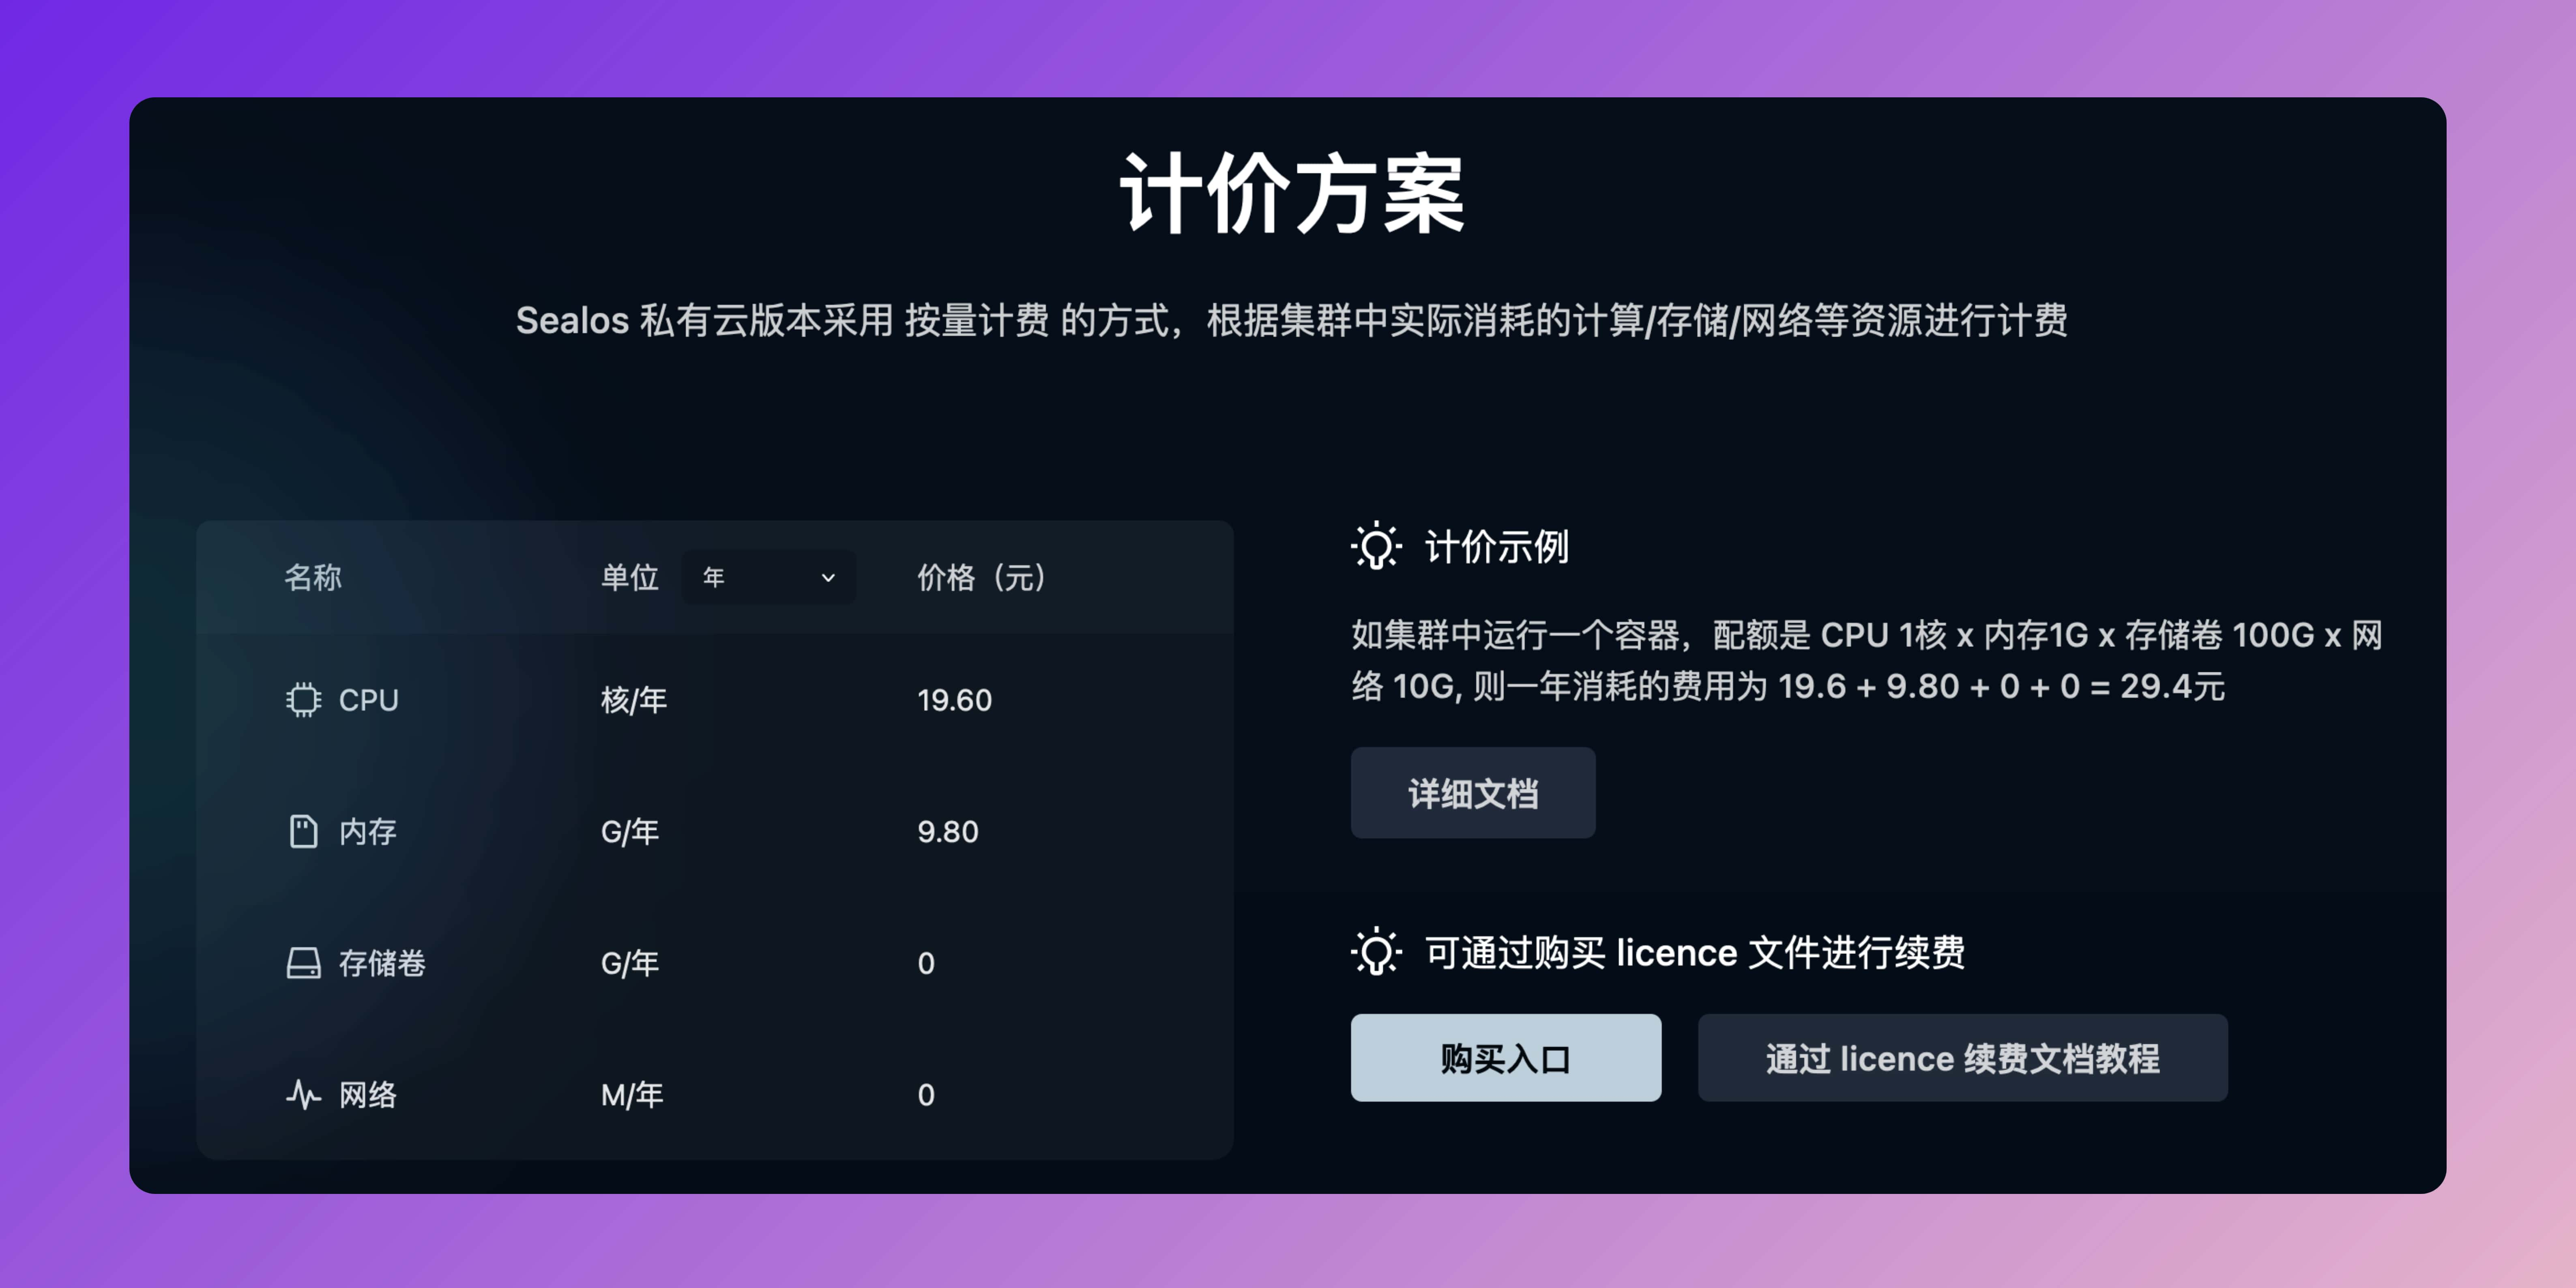 计价方案
Sealos 私有云版本采用 按量计费 的方式，根据集群中实际消耗的计算/存储/网络等资源进行计费
名称 单位 年 价格（元）
CPU 核/年 19.60
内存 G/年 9.80
存储卷 G/年 0
网络 M/年 0
计价示例
如集群中运行一个容器，配额是 CPU 1核 x 内存1G x 存储卷 100G x 网
络 10G, 则一年消耗的费用为 19.6 + 9.80 + 0 + 0 = 29.4元
详细文档
可通过购买 licence 文件进行续费
购买入口 通过 licence 续费文档教程